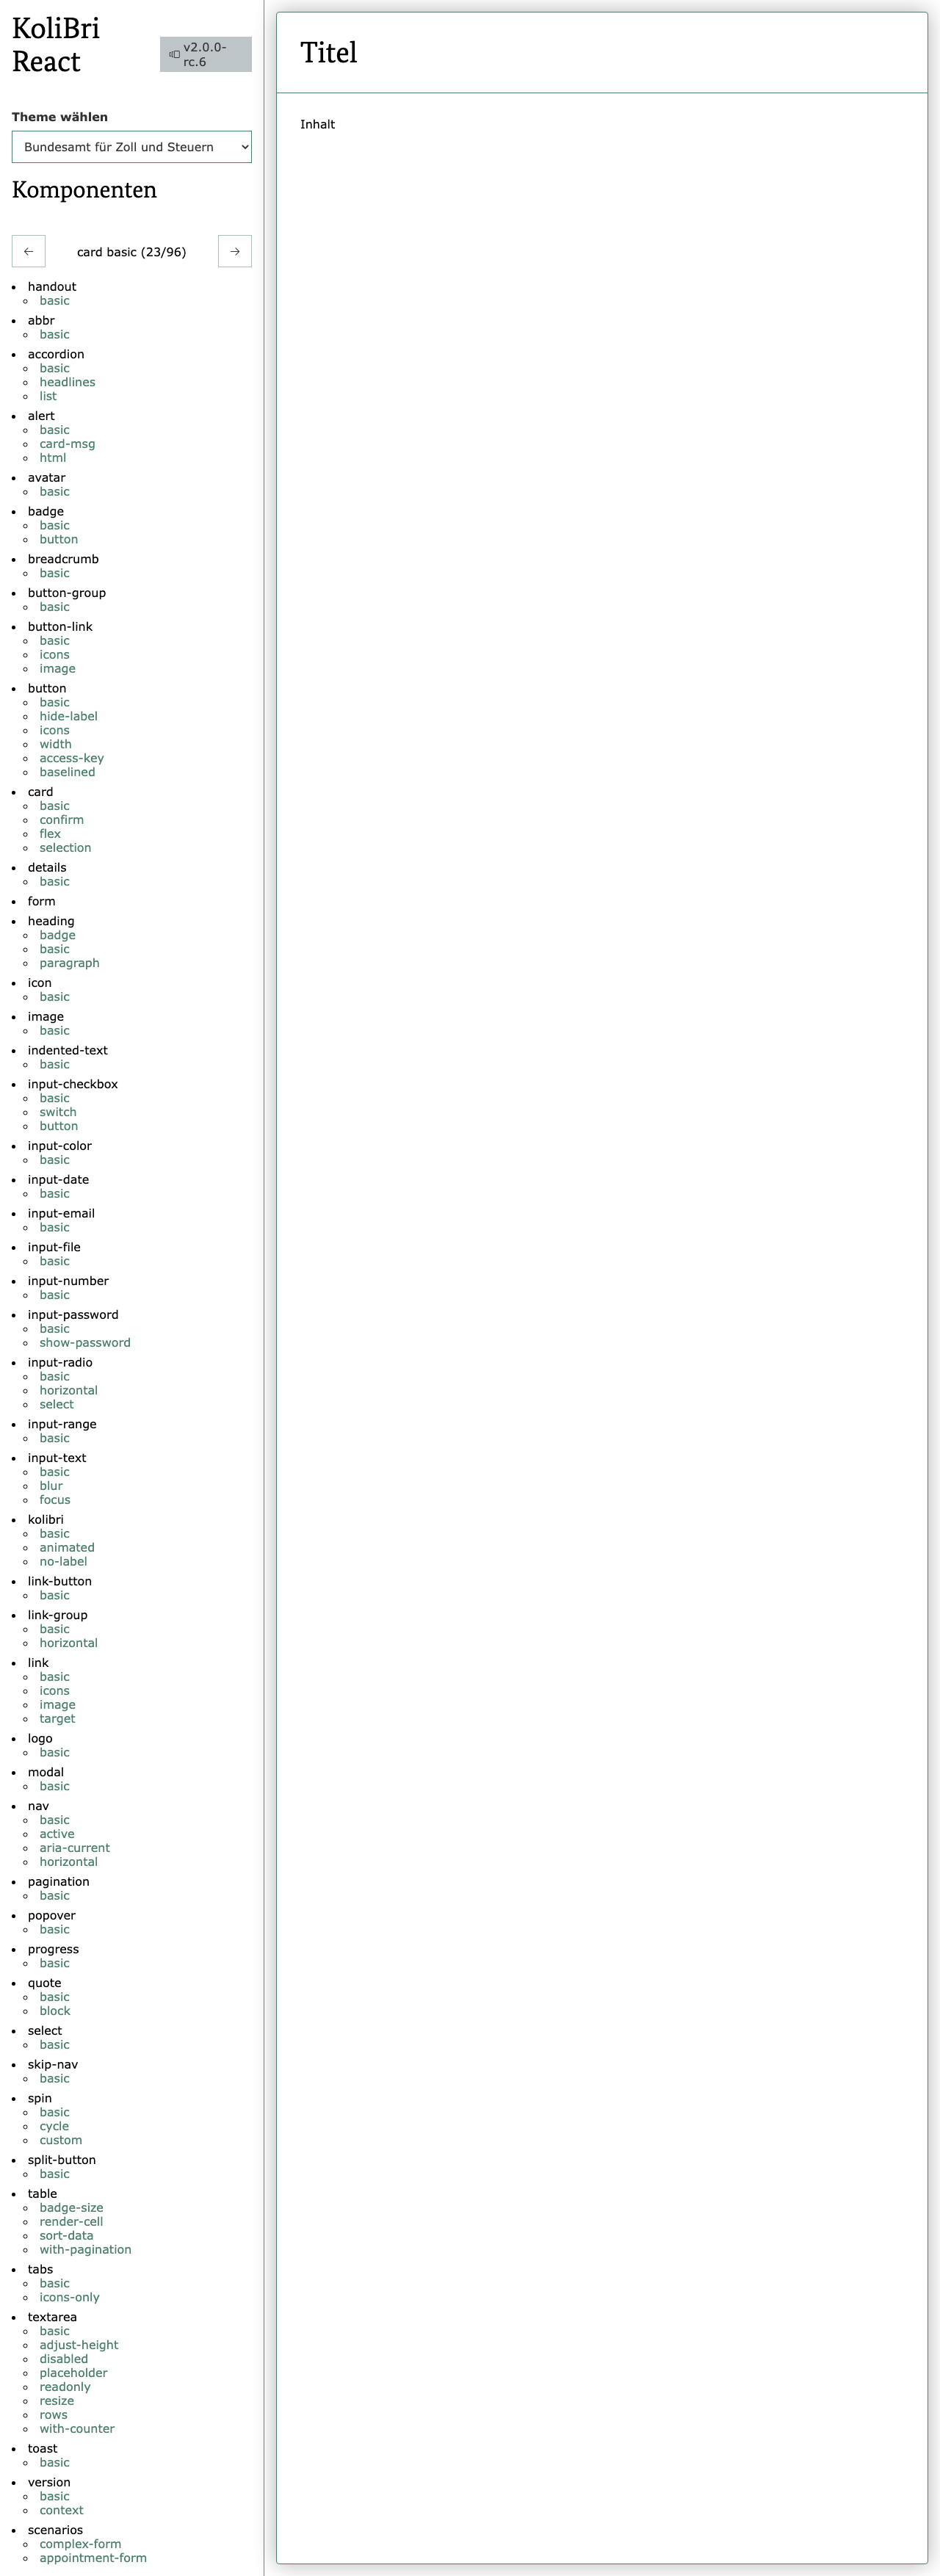 KoliBri
React
v2.0.0-
rc.6
Theme wählen
Bundesamt für Zoll und Steuern
Komponenten
← card basic (23/96) →
handout
basic
abbr
basic
accordion
basic
headlines
list
alert
basic
card-msg
html
avatar
basic
badge
basic
button
breadcrumb
basic
button-group
basic
button-link
basic
icons
image
button
basic
hide-label
icons
width
access-key
baselined
card
basic
confirm
flex
selection
details
basic
form
heading
badge
basic
paragraph
icon
basic
image
basic
indented-text
basic
input-checkbox
basic
switch
button
input-color
basic
input-date
basic
input-email
basic
input-file
basic
input-number
basic
input-password
basic
show-password
input-radio
basic
horizontal
select
input-range
basic
input-text
basic
blur
focus
kolibri
basic
animated
no-label
link-button
basic
link-group
basic
horizontal
link
basic
icons
image
target
logo
basic
modal
basic
nav
basic
active
aria-current
horizontal
pagination
basic
popover
basic
progress
basic
quote
basic
block
select
basic
skip-nav
basic
spin
basic
cycle
custom
split-button
basic
table
badge-size
render-cell
sort-data
with-pagination
tabs
basic
icons-only
textarea
basic
adjust-height
disabled
placeholder
readonly
resize
rows
with-counter
toast
basic
version
basic
context
scenarios
complex-form
appointment-form
Titel
Inhalt